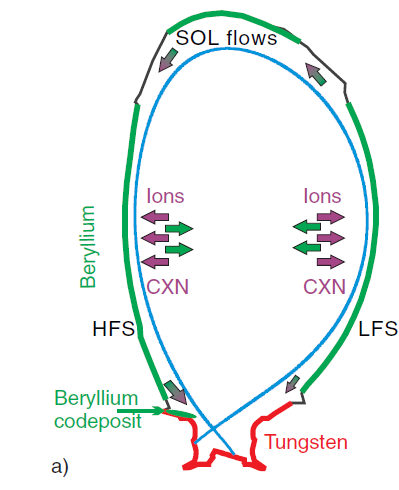 SOL flows
Ions
Ions
Beryllium
CXN
CXN
HFS
LFS
Beryllium
codeposit
Tungsten
a)